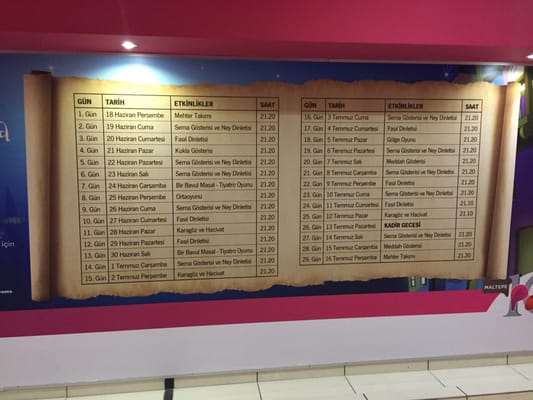 GÜN TARİH ETKİNLİKLER SAAT
1. Gün 18 Haziran Perşembe Mehter Takımı 21.20
2. Gün 19 Haziran Cuma Sema Gösterisi ve Ney Dinletisi 21.20
3. Gün 20 Haziran Cumartesi Fasıl Dinletisi 21.20
4. Gün 21 Haziran Pazar Kukla Gösterisi 21.20
5. Gün 22 Haziran Pazartesi Sema Gösterisi ve Ney Dinletisi 21.20
6. Gün 23 Haziran Salı Sema Gösterisi ve Ney Dinletisi 21.20
7. Gün 24 Haziran Çarşamba Bir Bavul Masal - Tiyatro Oyunu 21.20
8. Gün 25 Haziran Perşembe Ortaoyunu 21.20
9. Gün 26 Haziran Cuma Sema Gösterisi ve Ney Dinletisi 21.20
10. Gün 27 Haziran Cumartesi Fasıl Dinletisi 21.20
11. Gün 28 Haziran Pazar Karagöz ve Hacivat 21.20
12. Gün 29 Haziran Pazartesi Fasıl Dinletisi 21.20
13. Gün 30 Haziran Salı Bir Bavul Masal - Tiyatro Oyunu 21.20
14. Gün 1 Temmuz Çarşamba Sema Gösterisi ve Ney Dinletisi 21.20
15. Gün 2 Temmuz Perşembe Karagöz ve Hacivat 21.20
GÜN TARİH ETKİNLİKLER SAAT
16. Gün 3 Temmuz Cuma Sema Gösterisi ve Ney Dinletisi 21.20
17. Gün 4 Temmuz Cumartesi Fasıl Dinletisi 21.20
18. Gün 5 Temmuz Pazar Gölge Oyunu 21.20
19. Gün 6 Temmuz Pazartesi Sema Gösterisi ve Ney Dinletisi 21.20
20. Gün 7 Temmuz Salı Meddah Gösterisi 21.20
21. Gün 8 Temmuz Çarşamba Sema Gösterisi ve Ney Dinletisi 21.20
22. Gün 9 Temmuz Perşembe Fasıl Dinletisi 21.20
23. Gün 10 Temmuz Cuma Sema Gösterisi ve Ney Dinletisi 21.20
24. Gün 11 Temmuz Cumartesi Fasıl Dinletisi 21.10
25. Gün 12 Temmuz Pazar Karagöz ve Hacivat 21.10
26. Gün 13 Temmuz Pazartesi KADİR GECESİ
27. Gün 14 Temmuz Salı Sema Gösterisi ve Ney Dinletisi 21.20
28. Gün 15 Temmuz Çarşamba Meddah Gösterisi 21.20
29. Gün 16 Temmuz Perşembe Mehter Takımı 21.20
için
MALTEPE